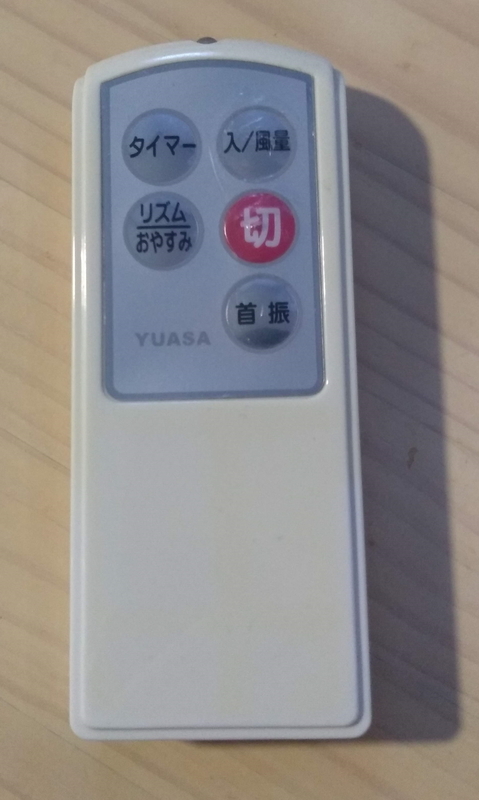 タイマー
入/風量
リズム
おやすみ
切
首振
YUASA